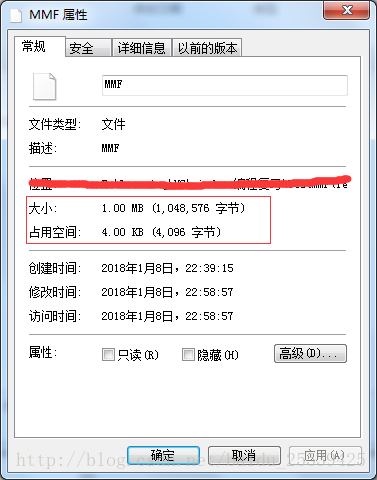 MMF 属性
常规 安全 详细信息 以前的版本
MMF
文件类型: 文件
描述: MMF
位置:
大小: 1.00 MB (1,048,576 字节)
占用空间: 4.00 KB (4,096 字节)
创建时间: 2018年1月8日，22:39:15
修改时间: 2018年1月8日，22:58:57
访问时间: 2018年1月8日，22:58:57
属性: 只读(R) 隐藏(H) 高级(D)...
确定 取消 应用(A)